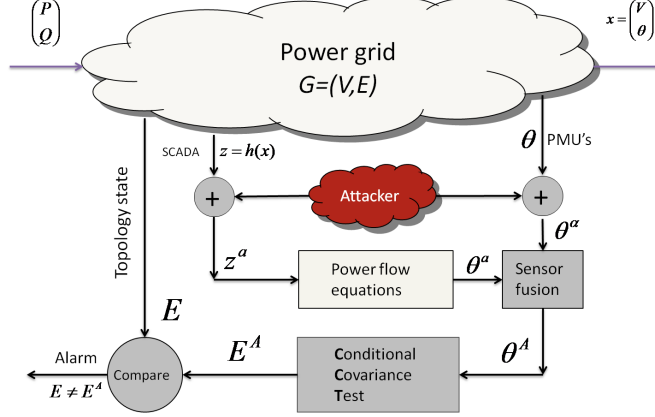 (P Q)
x = (V θ)
Power grid
G=(V,E)
SCADA
z = h(x)
θ
PMU's
+
Attacker
+
Topology state
z^a
Power flow
equations
θ^a
θ^α
Sensor
fusion
E
E^A
Conditional
Covariance
Test
θ^A
Compare
Alarm
E ≠ E^A